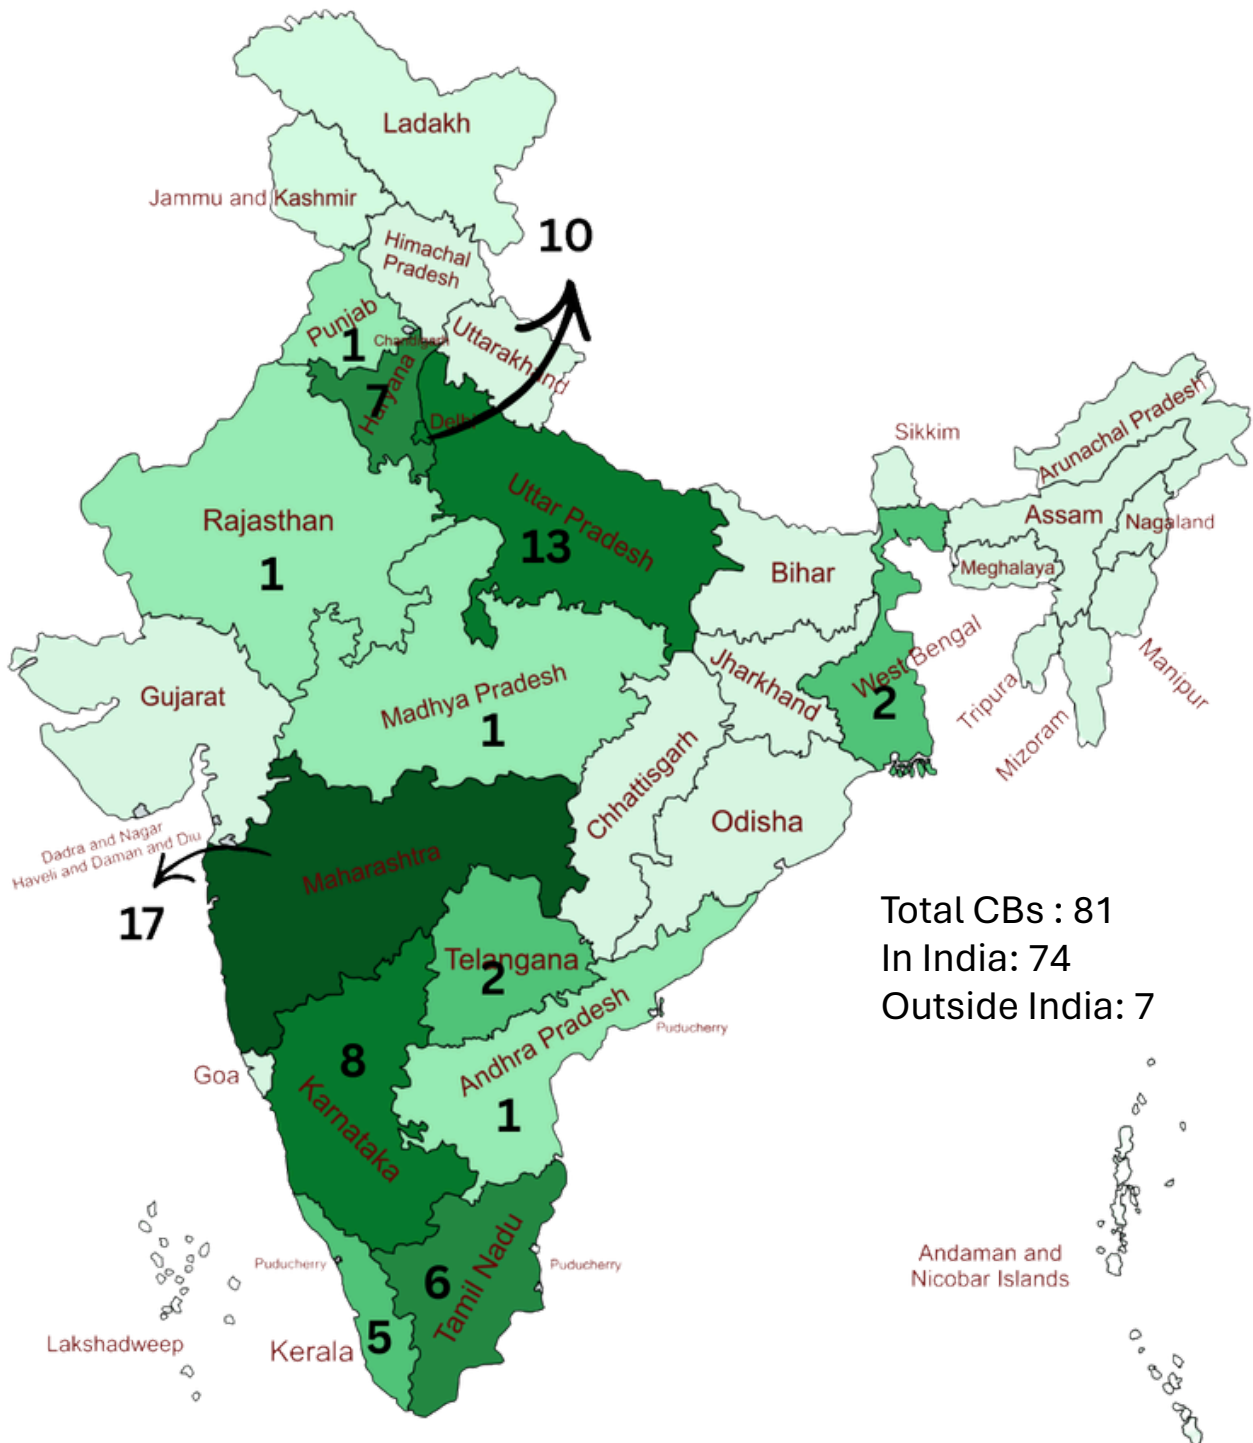 Ladakh
Jammu and Kashmir
10
Himachal
Pradesh
Punjab
1
Chandigarh
Uttarakhand
Haryana
7
Delhi
Arunachal Pradesh
Sikkim
Uttar Pradesh
13
Rajasthan
1
Assam
Nagaland
Bihar
Meghalaya
West Bengal
2
Jharkhand
Manipur
Tripura
Mizoram
Gujarat
Madhya Pradesh
1
Chhattisgarh
Odisha
Dadra and Nagar
Haveli and Daman and Diu
Maharashtra
17
Total CBs : 81
In India: 74
Outside India: 7
Telangana
2
Andhra Pradesh
1
Puducherry
Goa
8
Karnataka
Tamil Nadu
6
Puducherry
Puducherry
Andaman and
Nicobar Islands
Lakshadweep
Kerala
5